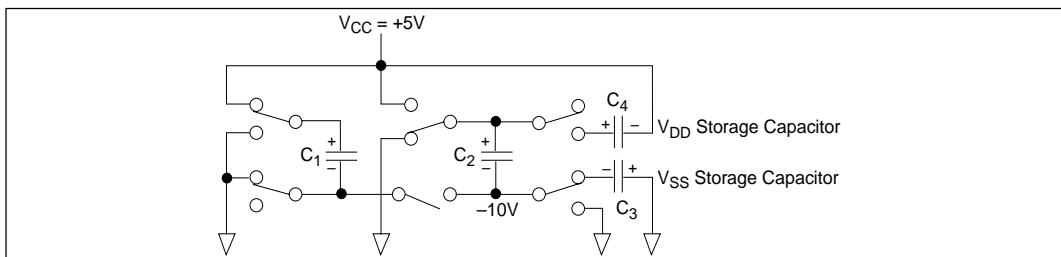 V_CC = +5V
C_4
+ –
V_DD Storage Capacitor
+
C_1
–
+
C_2
–
– +
V_SS Storage Capacitor
–10V
C_3